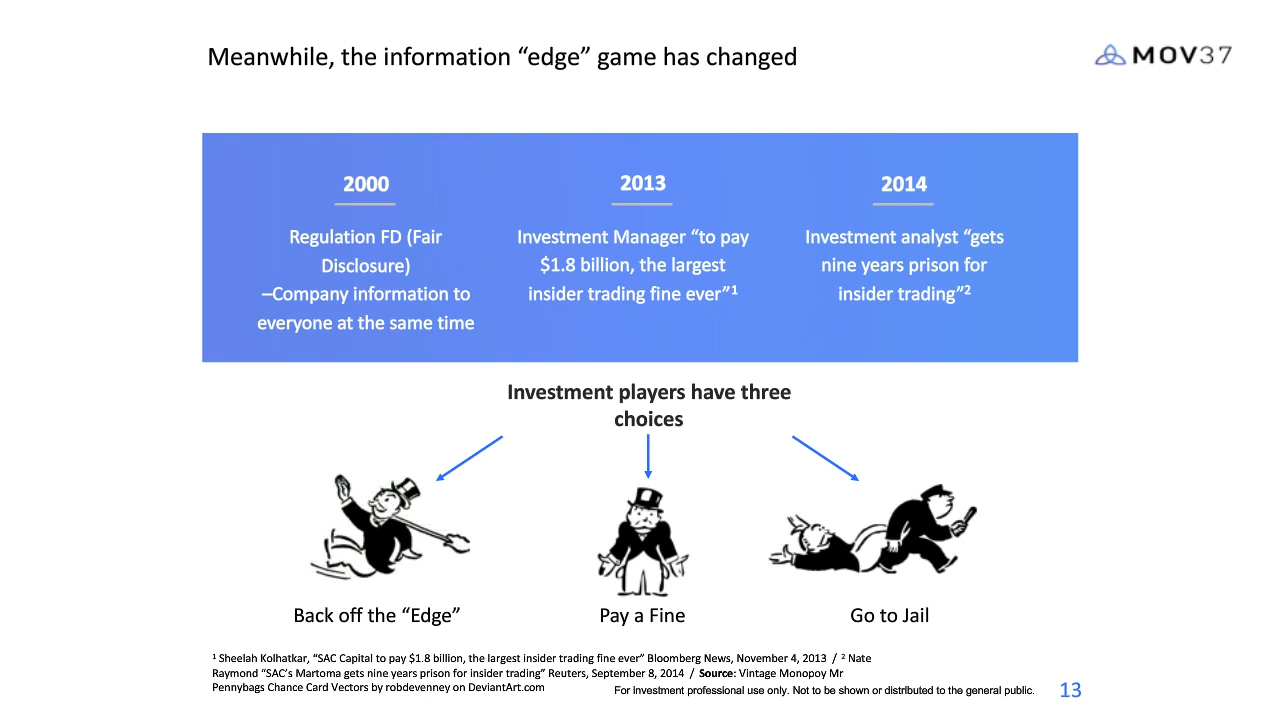 Meanwhile, the information “edge” game has changed
MOV37
2000
Regulation FD (Fair
Disclosure)
–Company information to
everyone at the same time
2013
Investment Manager “to pay
$1.8 billion, the largest
insider trading fine ever”¹
2014
Investment analyst “gets
nine years prison for
insider trading”²
Investment players have three
choices
Back off the “Edge”
Pay a Fine
Go to Jail
¹ Sheelah Kolhatkar, “SAC Capital to pay $1.8 billion, the largest insider trading fine ever” Bloomberg News, November 4, 2013 / ² Nate
Raymond “SAC’s Martoma gets nine years prison for insider trading” Reuters, September 8, 2014 / Source: Vintage Monopoy Mr
Pennybags Chance Card Vectors by robdevenney on DeviantArt.com
For investment professional use only. Not to be shown or distributed to the general public.
13